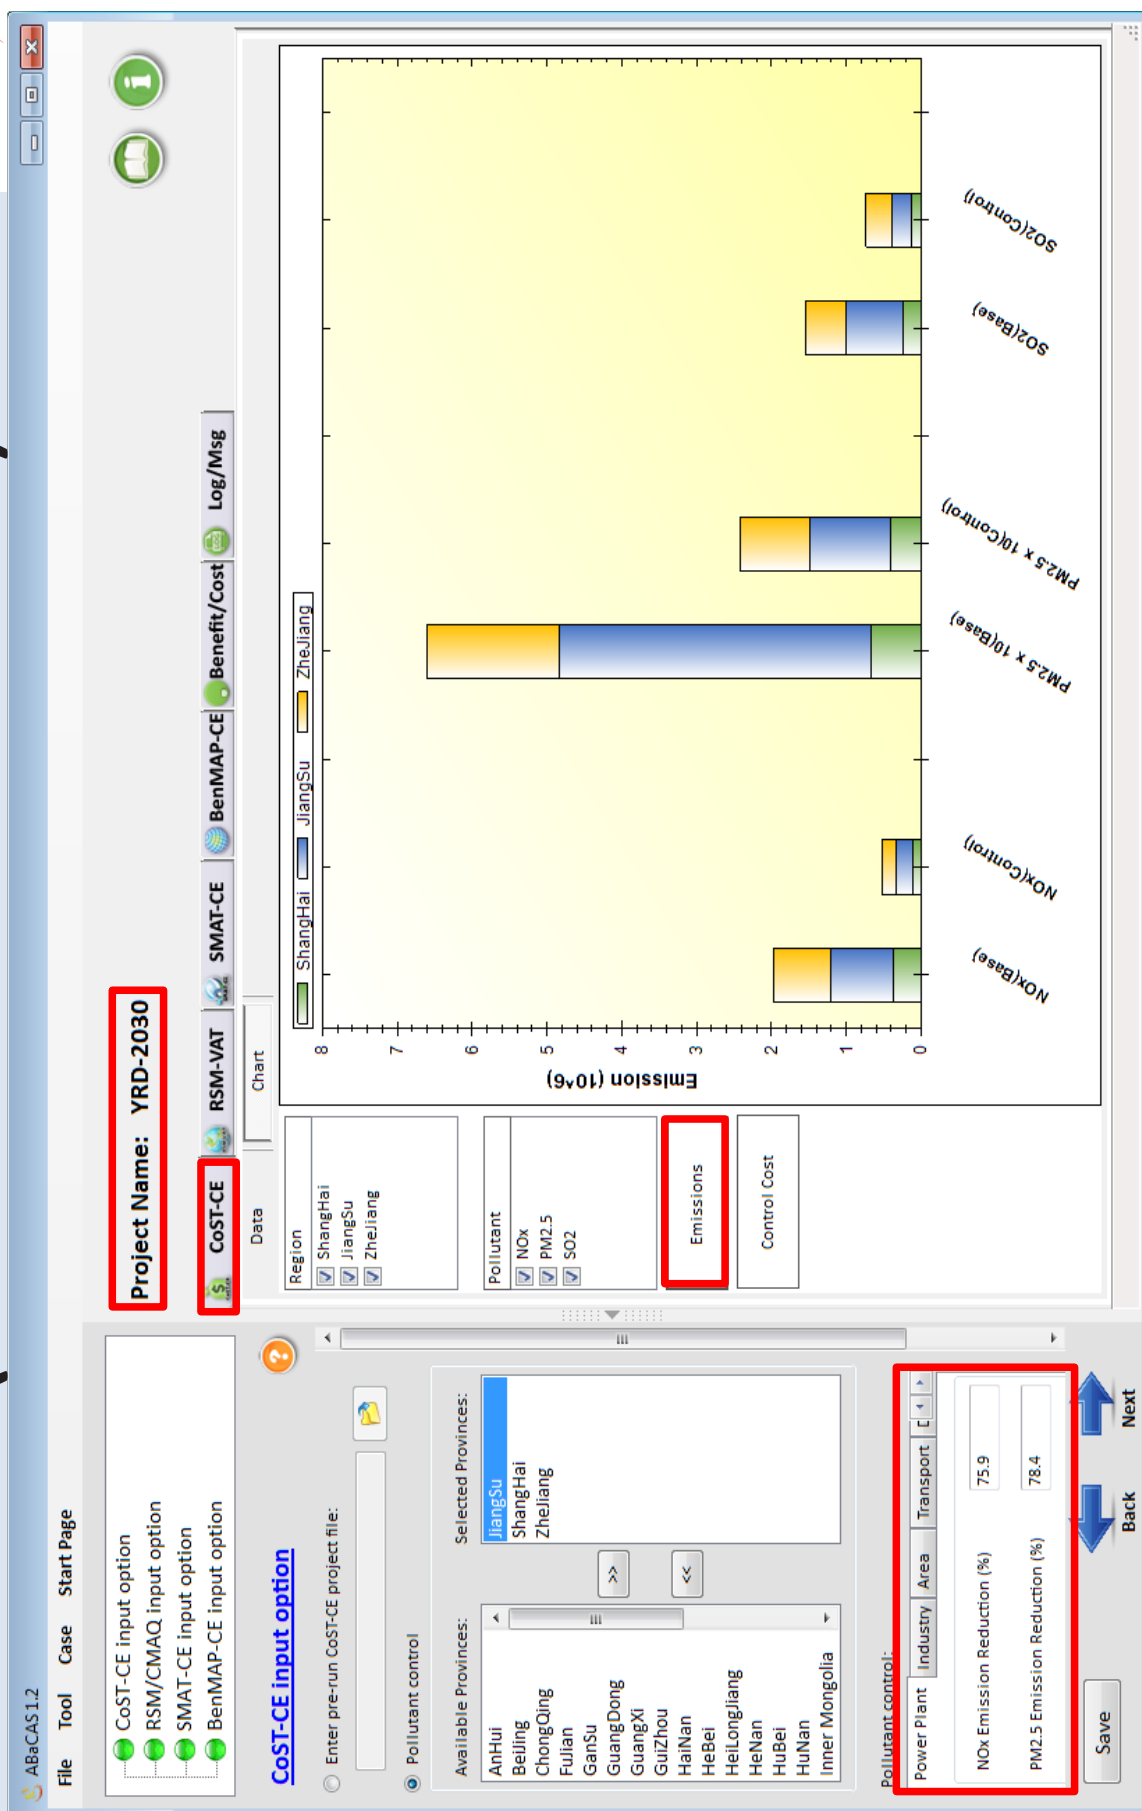 ABaCAS 1.2
File Tool Case Start Page
CoST-CE input option
RSM/CMAQ input option
SMAT-CE input option
BenMAP-CE input option
Project Name: YRD-2030
CoST-CE input option
Enter pre-run CoST-CE project file:
Pollutant control
Available Provinces:
AnHui
BeiJing
ChongQing
FuJian
GanSu
GuangDong
GuangXi
GuiZhou
HaiNan
HeBei
HeiLongJiang
HeNan
HuBei
HuNan
Inner Mongolia
>>
<<
Selected Provinces:
JiangSu
ShangHai
ZheJiang
Pollutant control:
Power Plant Industry Area Transport
NOx Emission Reduction (%) 75.9
PM2.5 Emission Reduction (%) 78.4
Save
Back
Next
CoST-CE RSM-VAT SMAT-CE BenMAP-CE Benefit/Cost Log/Msg
Data Chart
Region
ShangHai
JiangSu
ZheJiang
Pollutant
NOx
PM2.5
SO2
Emissions
Control Cost
ShangHai JiangSu ZheJiang
Emission (10^6)
8
7
6
5
4
3
2
1
0
NOx(Base)
NOx(Control)
PM2.5 x 10(Base)
PM2.5 x 10(Control)
SO2(Base)
SO2(Control)